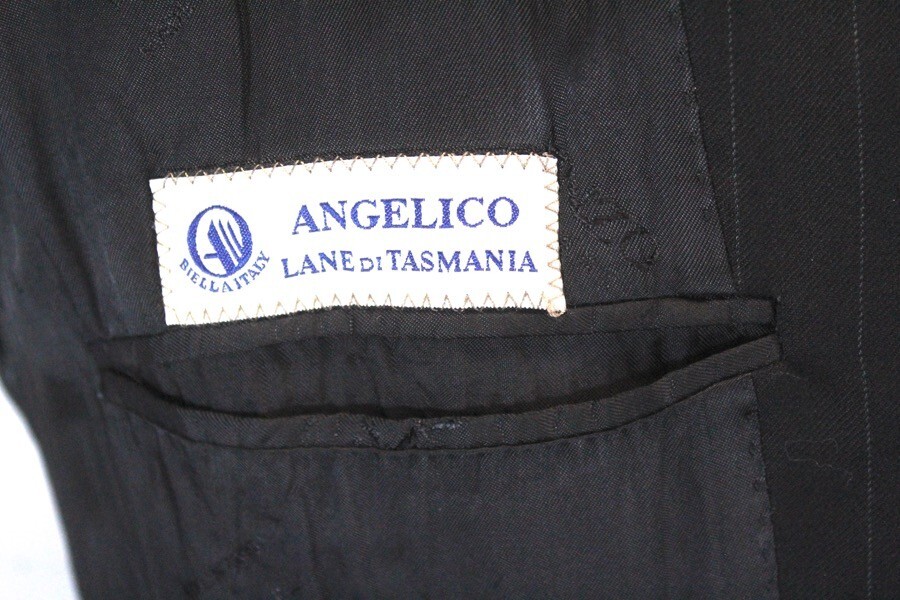 ANGELICO
LANE DI TASMANIA
BIELLA ITALY